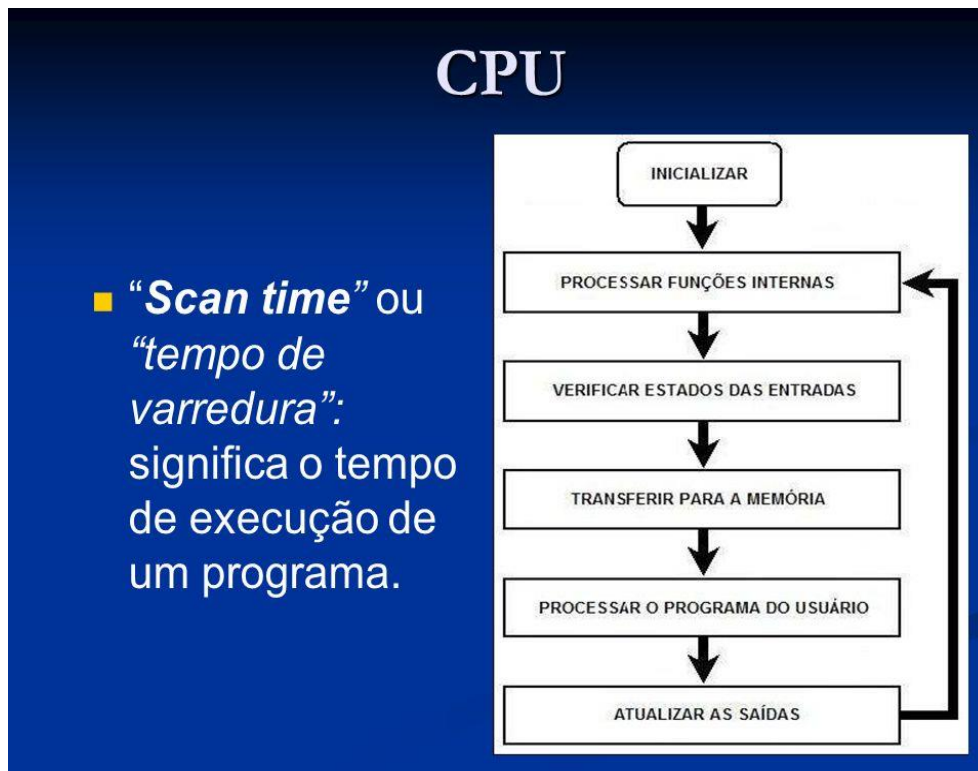 CPU
“Scan time” ou
“tempo de
varredura”:
significa o tempo
de execução de
um programa.
INICIALIZAR
PROCESSAR FUNÇÕES INTERNAS
VERIFICAR ESTADOS DAS ENTRADAS
TRANSFERIR PARA A MEMÓRIA
PROCESSAR O PROGRAMA DO USUÁRIO
ATUALIZAR AS SAÍDAS